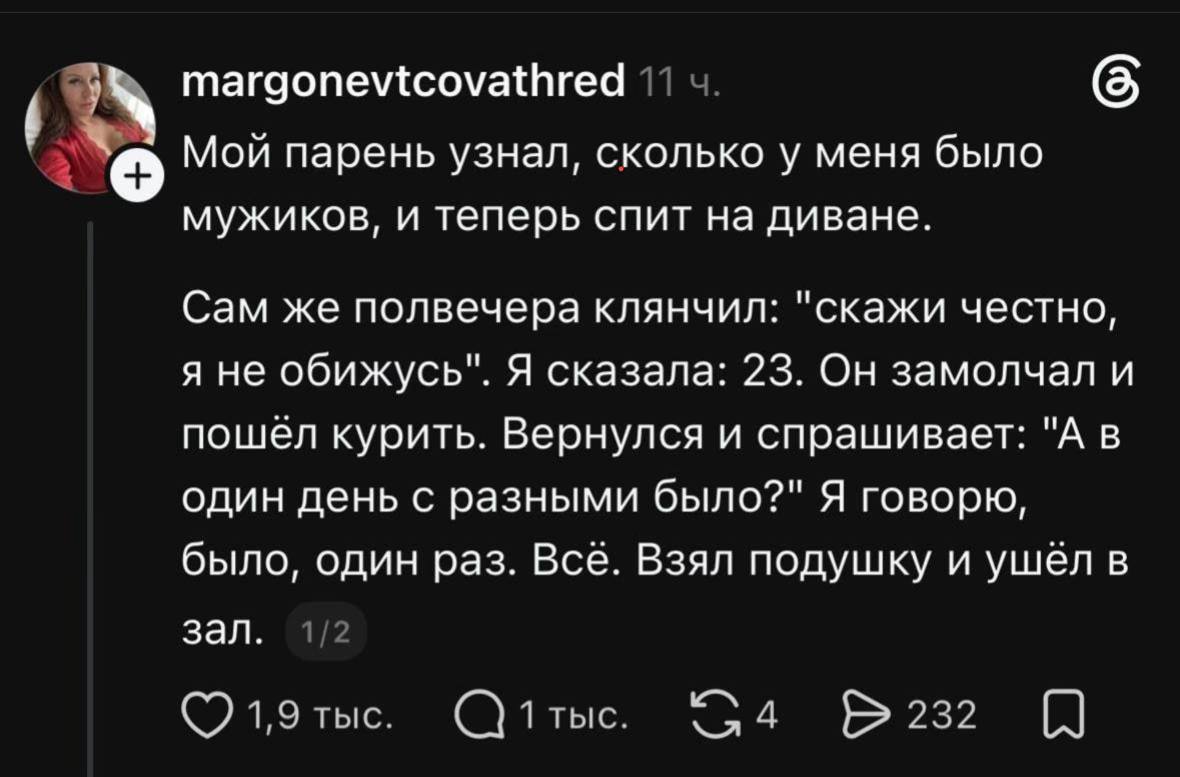 margonevtcovathred 11 ч.
Мой парень узнал, сколько у меня было
мужиков, и теперь спит на диване.
Сам же полвечера клянчил: "скажи честно,
я не обижусь". Я сказала: 23. Он замолчал и
пошёл курить. Вернулся и спрашивает: "А в
один день с разными было?" Я говорю,
было, один раз. Всё. Взял подушку и ушёл в
зал. 1/2
1,9 тыс. 1 тыс. 4 232